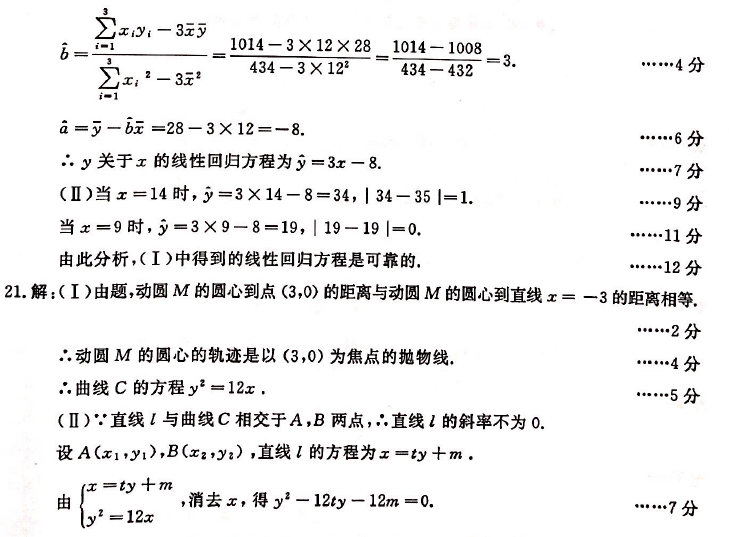 b̂ = (∑_{i=1}^{3} x_i y_i − 3x̄ȳ) / (∑_{i=1}^{3} x_i² − 3x̄²) = (1014 − 3×12×28) / (434 − 3×12²) = (1014 − 1008) / (434 − 432) = 3. ……4 分
â = ȳ − b̂x̄ = 28 − 3×12 = −8. ……6 分
∴ y 关于 x 的线性回归方程为 ŷ = 3x − 8. ……7 分
(Ⅱ)当 x = 14 时, ŷ = 3×14 − 8 = 34, | 34 − 35 | = 1. ……9 分
当 x = 9 时, ŷ = 3×9 − 8 = 19, | 19 − 19 | = 0. ……11 分
由此分析,(Ⅰ)中得到的线性回归方程是可靠的. ……12 分
21. 解:(Ⅰ)由题,动圆 M 的圆心到点 (3,0) 的距离与动圆 M 的圆心到直线 x = −3 的距离相等.
……2 分
∴动圆 M 的圆心的轨迹是以 (3,0) 为焦点的抛物线. ……4 分
∴曲线 C 的方程 y² = 12x . ……5 分
(Ⅱ)∵直线 l 与曲线 C 相交于 A,B 两点,∴直线 l 的斜率不为 0.
设 A(x₁,y₁),B(x₂,y₂) ,直线 l 的方程为 x = ty + m .
由 { x = ty + m y² = 12x ,消去 x ,得 y² − 12ty − 12m = 0. ……7 分